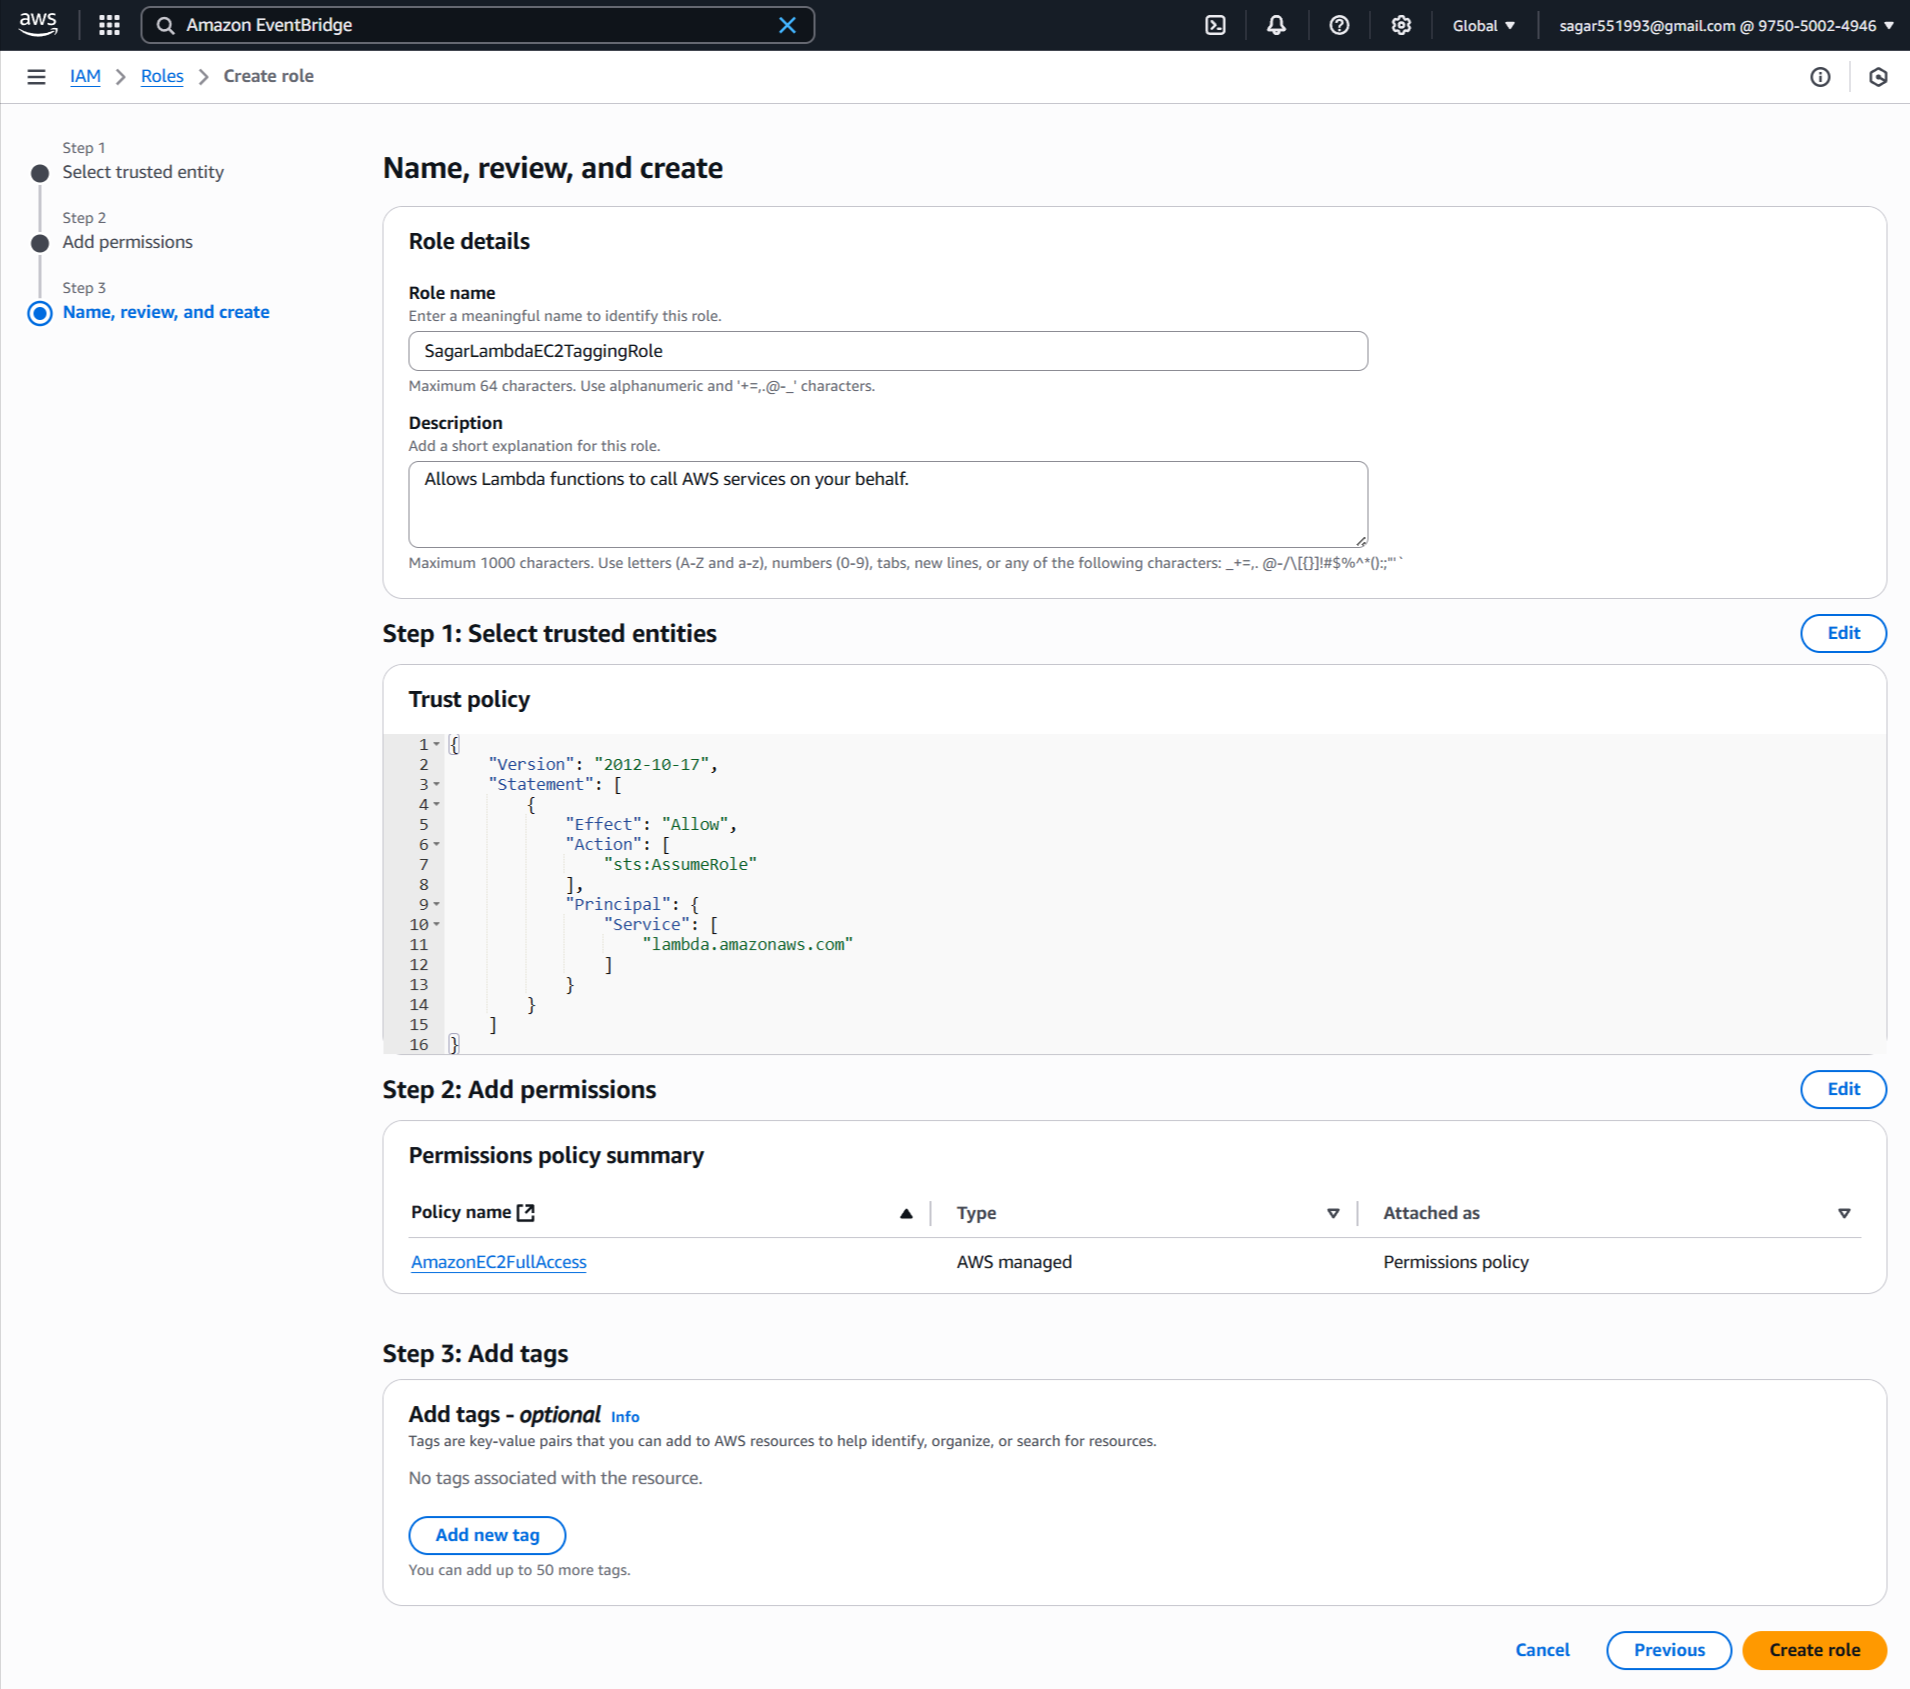 aws
Amazon EventBridge
Global
sagar551993@gmail.com @ 9750-5002-4946
IAM
Roles
Create role
Step 1
Select trusted entity
Step 2
Add permissions
Step 3
Name, review, and create
Name, review, and create
Role details
Role name
Enter a meaningful name to identify this role.
SagarLambdaEC2TaggingRole
Maximum 64 characters. Use alphanumeric and '+=,.@-_' characters.
Description
Add a short explanation for this role.
Allows Lambda functions to call AWS services on your behalf.
Maximum 1000 characters. Use letters (A-Z and a-z), numbers (0-9), tabs, new lines, or any of the following characters: _+=,. @-/\[{}]!#$%^*();:"'`
Step 1: Select trusted entities
Edit
Trust policy
1 {
2 "Version": "2012-10-17",
3 "Statement": [
4 {
5 "Effect": "Allow",
6 "Action": [
7 "sts:AssumeRole"
8 ],
9 "Principal": {
10 "Service": [
11 "lambda.amazonaws.com"
12 ]
13 }
14 }
15 ]
16 }
Step 2: Add permissions
Edit
Permissions policy summary
Policy name
Type
Attached as
AmazonEC2FullAccess
AWS managed
Permissions policy
Step 3: Add tags
Add tags - optional Info
Tags are key-value pairs that you can add to AWS resources to help identify, organize, or search for resources.
No tags associated with the resource.
Add new tag
You can add up to 50 more tags.
Cancel
Previous
Create role